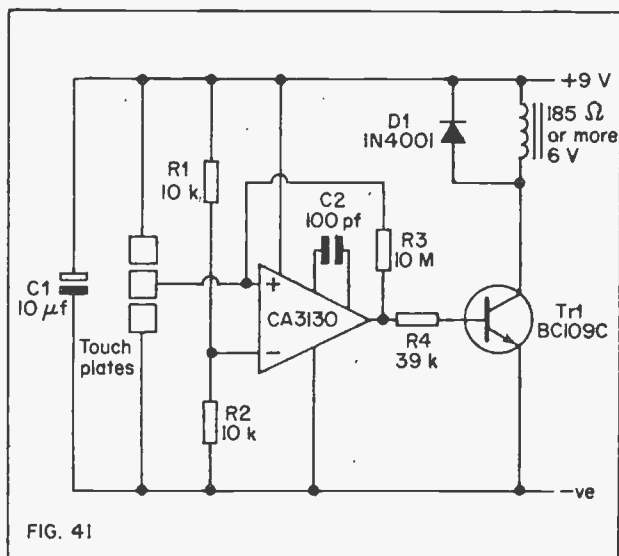 +9 V
D1
1N4001
185 Ω
or more
6 V
R1
10 k
C2
100 pf
R3
10 M
C1
10 µf
+
CA3130
−
Touch
plates
R4
39 k
Tr1
BC109C
R2
10 k
−ve
FIG. 41